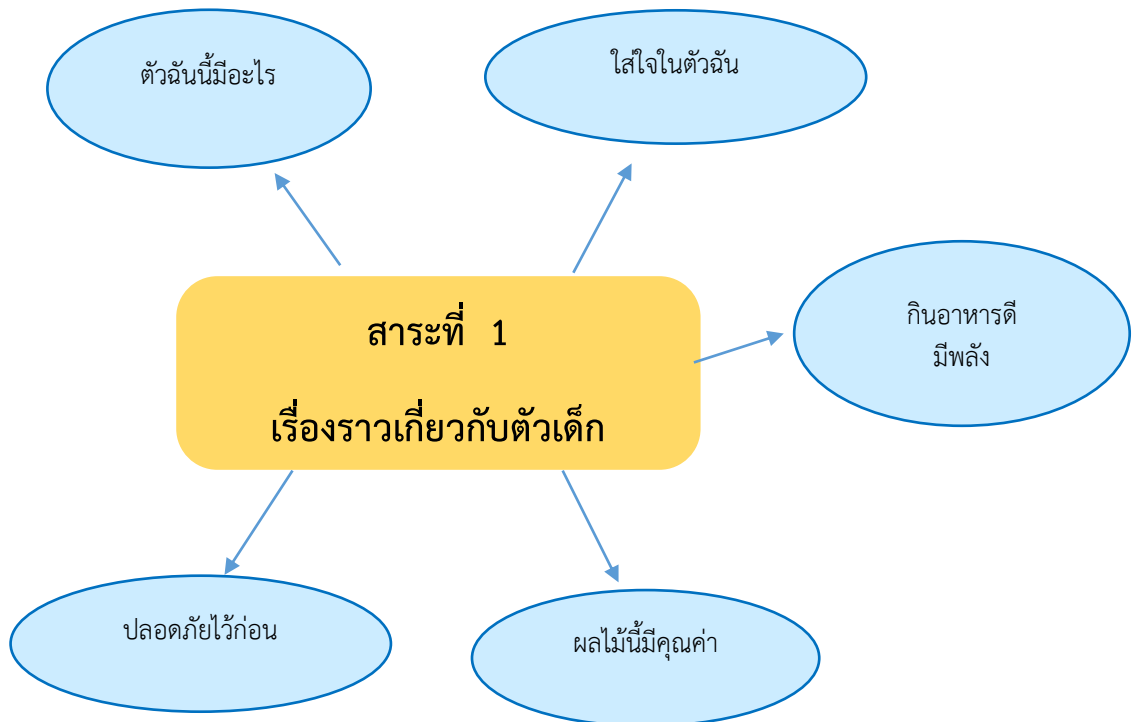 ตัวฉันนี้มีอะไร
ใส่ใจในตัวฉัน
สาระที่ 1
เรื่องราวเกี่ยวกับตัวเด็ก
กินอาหารดี
มีพลัง
ปลอดภัยไว้ก่อน
ผลไม้นี้มีคุณค่า